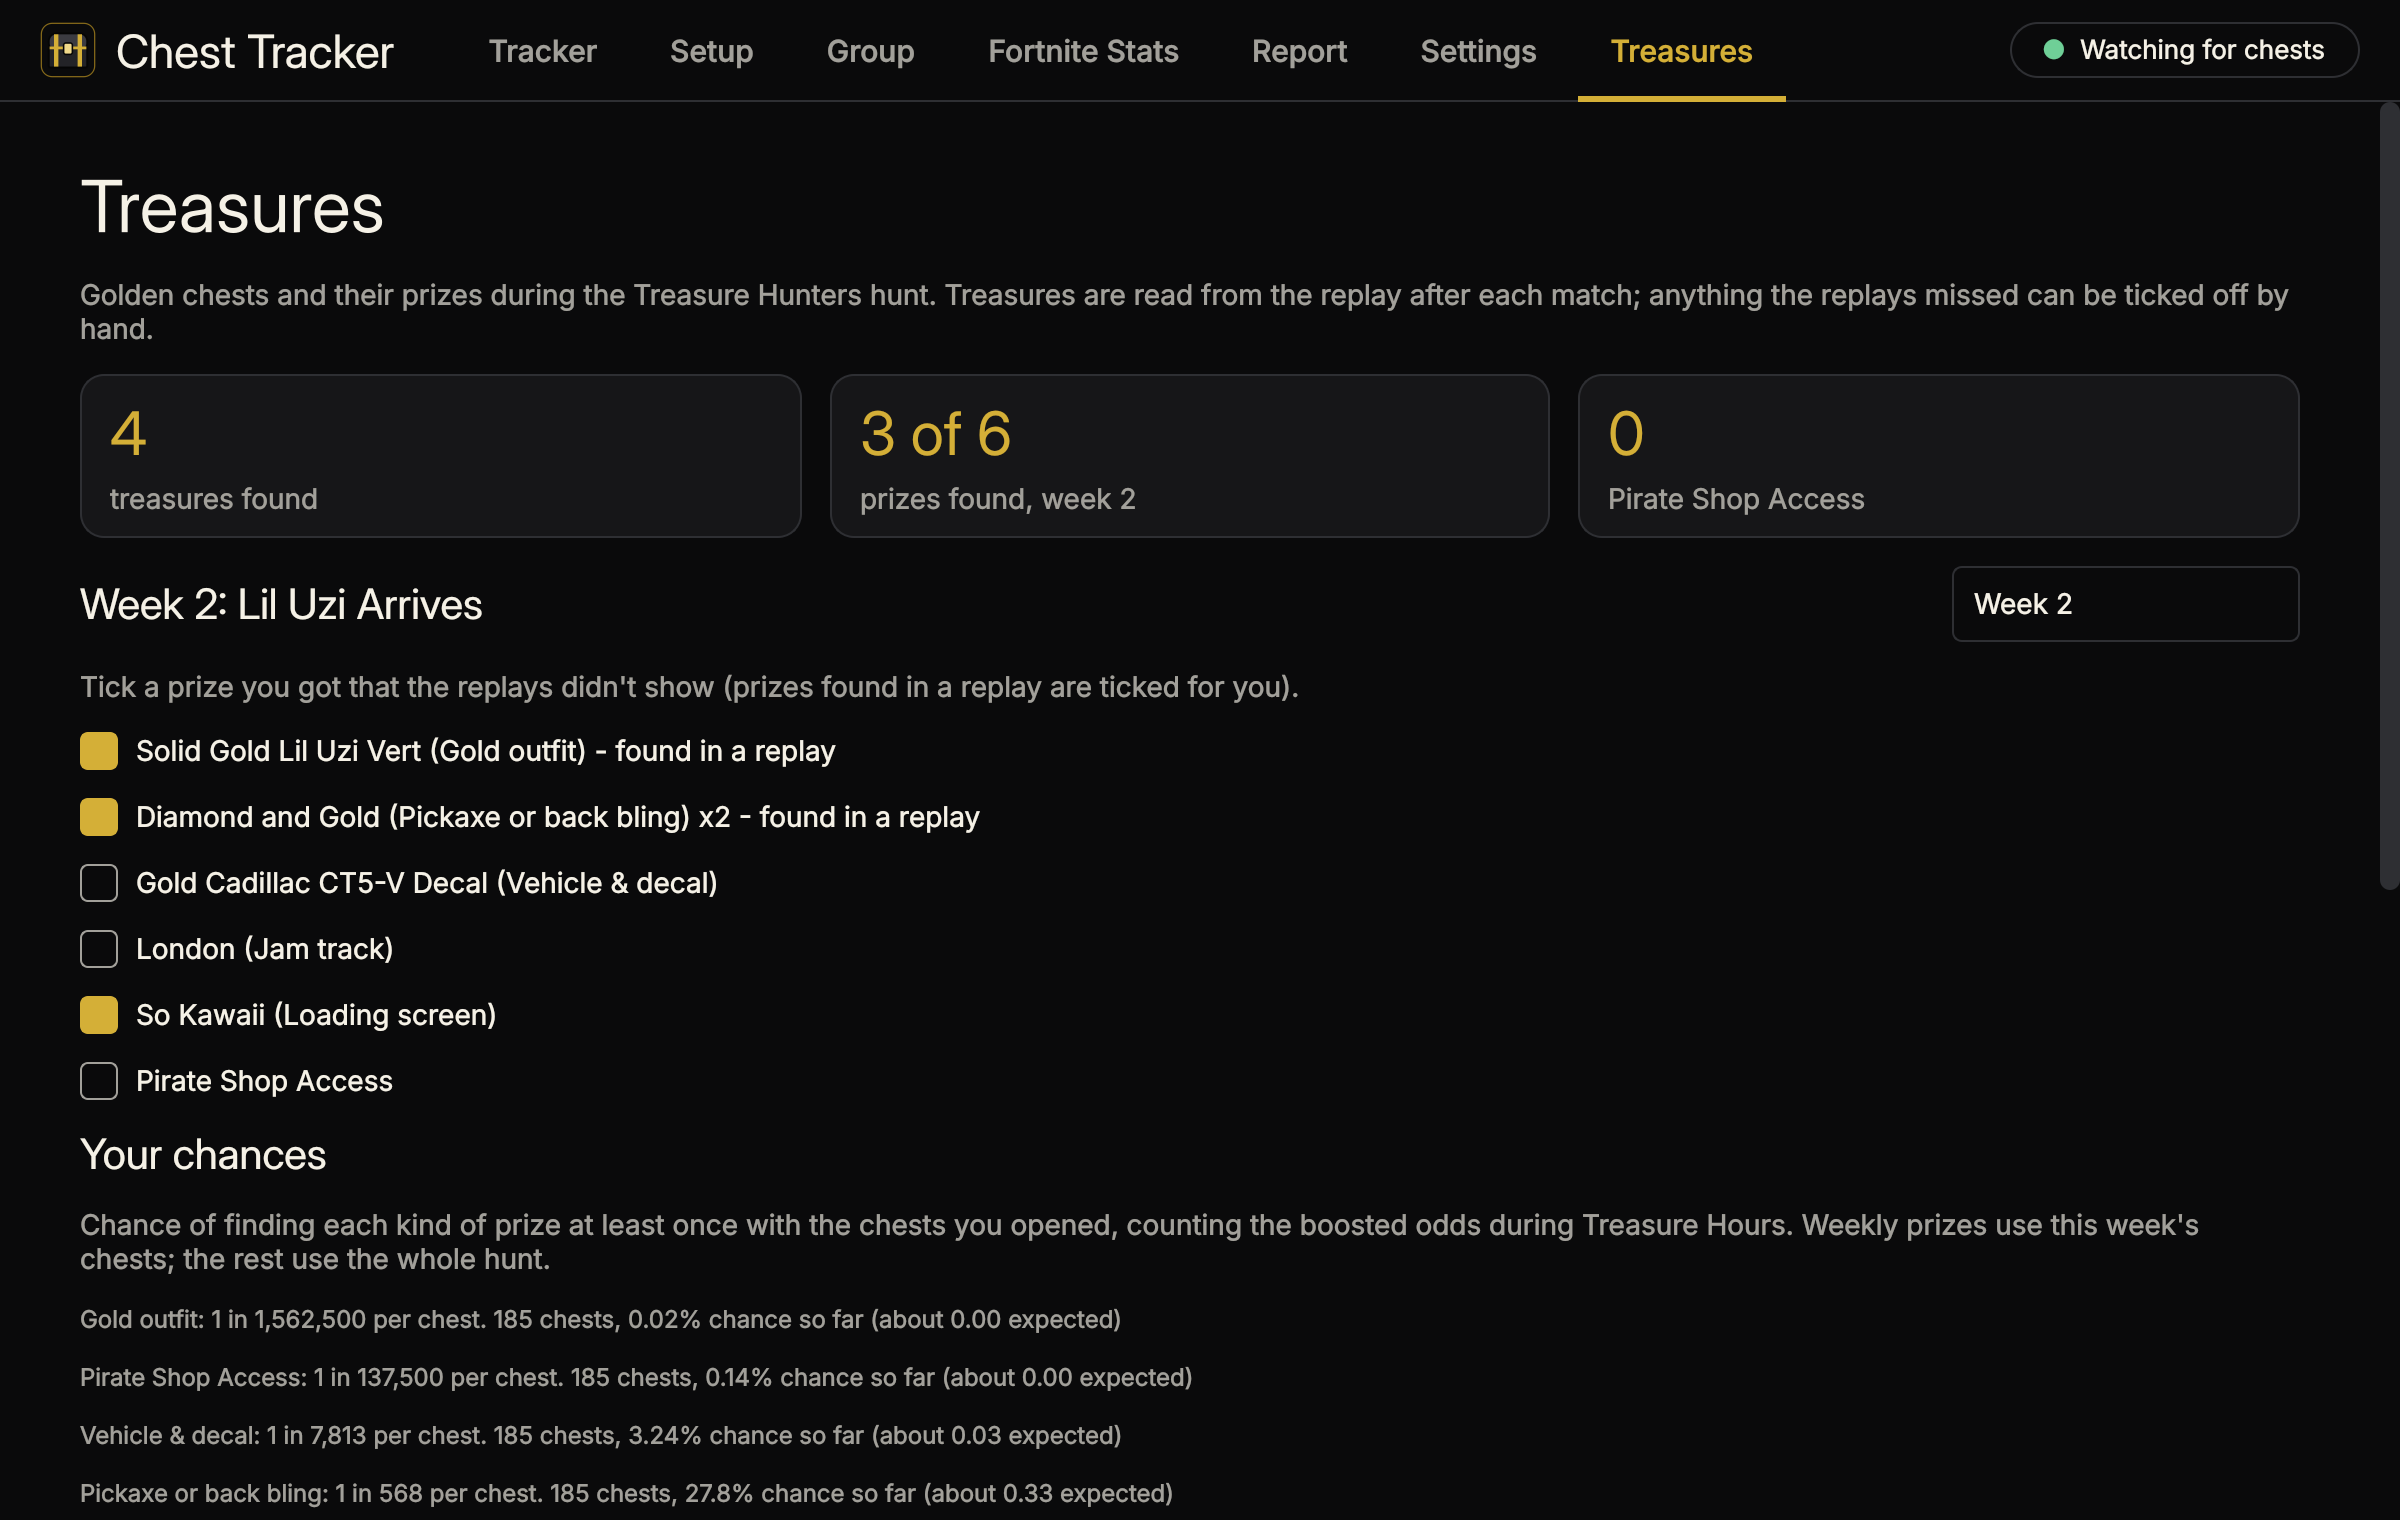 Chest Tracker
Tracker
Setup
Group
Fortnite Stats
Report
Settings
Treasures
Watching for chests
Treasures
Golden chests and their prizes during the Treasure Hunters hunt. Treasures are read from the replay after each match; anything the replays missed can be ticked off by
hand.
4
treasures found
3 of 6
prizes found, week 2
0
Pirate Shop Access
Week 2: Lil Uzi Arrives
Week 2
Tick a prize you got that the replays didn't show (prizes found in a replay are ticked for you).
Solid Gold Lil Uzi Vert (Gold outfit) - found in a replay
Diamond and Gold (Pickaxe or back bling) x2 - found in a replay
Gold Cadillac CT5-V Decal (Vehicle & decal)
London (Jam track)
So Kawaii (Loading screen)
Pirate Shop Access
Your chances
Chance of finding each kind of prize at least once with the chests you opened, counting the boosted odds during Treasure Hours. Weekly prizes use this week's
chests; the rest use the whole hunt.
Gold outfit: 1 in 1,562,500 per chest. 185 chests, 0.02% chance so far (about 0.00 expected)
Pirate Shop Access: 1 in 137,500 per chest. 185 chests, 0.14% chance so far (about 0.00 expected)
Vehicle & decal: 1 in 7,813 per chest. 185 chests, 3.24% chance so far (about 0.03 expected)
Pickaxe or back bling: 1 in 568 per chest. 185 chests, 27.8% chance so far (about 0.33 expected)